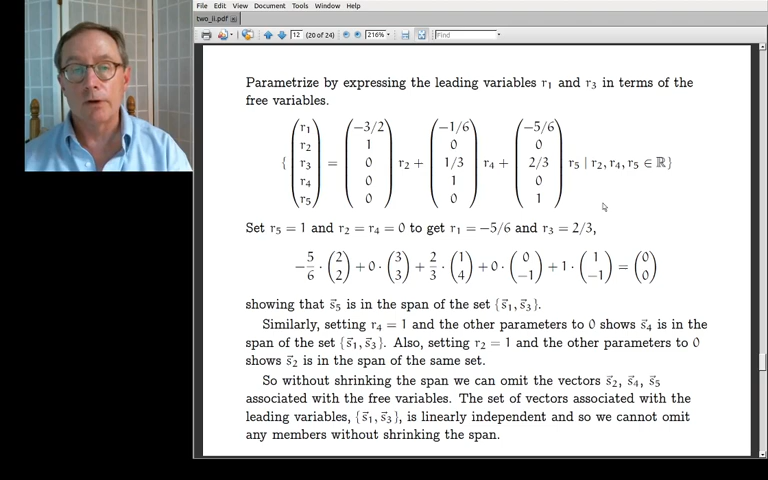 File Edit View Document Tools Window Help
two_ii.pdf
12 (20 of 24) 216% Find
Parametrize by expressing the leading variables r₁ and r₃ in terms of the
free variables.
{ (r₁ r₂ r₃ r₄ r₅) = (−3/2 1 0 0 0) r₂ + (−1/6 0 1/3 1 0) r₄ + (−5/6 0 2/3 0 1) r₅ | r₂, r₄, r₅ ∈ ℝ}
Set r₅ = 1 and r₂ = r₄ = 0 to get r₁ = −5/6 and r₃ = 2/3,
−5/6 · (2 2) + 0 · (3 3) + 2/3 · (1 4) + 0 · (0 −1) + 1 · (1 −1) = (0 0)
showing that s⃗₅ is in the span of the set {s⃗₁, s⃗₃}.
Similarly, setting r₄ = 1 and the other parameters to 0 shows s⃗₄ is in the
span of the set {s⃗₁, s⃗₃}. Also, setting r₂ = 1 and the other parameters to 0
shows s⃗₂ is in the span of the same set.
So without shrinking the span we can omit the vectors s⃗₂, s⃗₄, s⃗₅
associated with the free variables. The set of vectors associated with the
leading variables, {s⃗₁, s⃗₃}, is linearly independent and so we cannot omit
any members without shrinking the span.